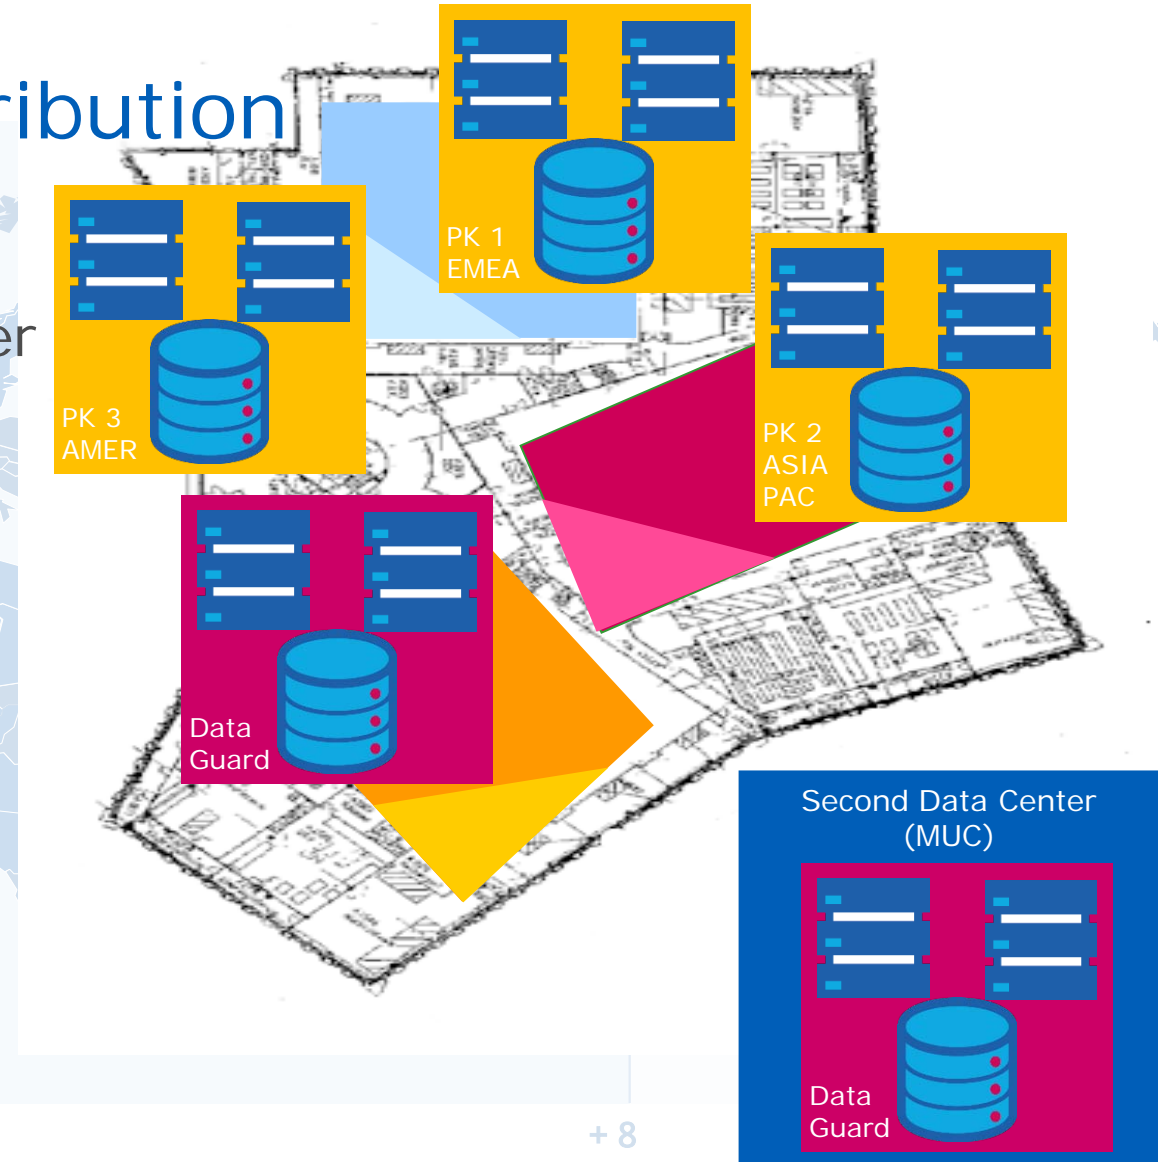 ribution
PK 1
EMEA
er
PK 3
AMER
PK 2
ASIA
PAC
Data
Guard
Second Data Center
(MUC)
Data
Guard
+ 8